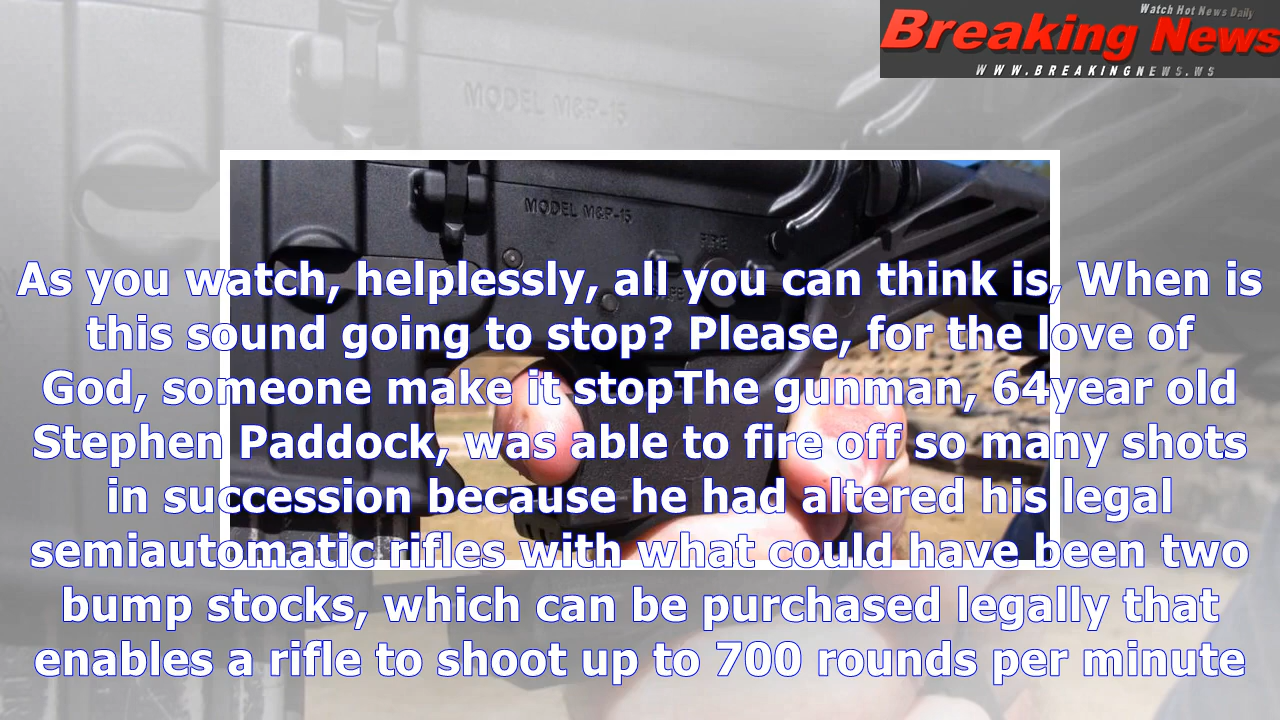 Watch Hot News Daily
Breaking News
WWW.BREAKINGNEWS.WS
MODEL M&P-15
MODEL M&P-15
FIRE
As you watch, helplessly, all you can think is, When is
this sound going to stop? Please, for the love of
God, someone make it stopThe gunman, 64year old
Stephen Paddock, was able to fire off so many shots
in succession because he had altered his legal
semiautomatic rifles with what could have been two
bump stocks, which can be purchased legally that
enables a rifle to shoot up to 700 rounds per minute